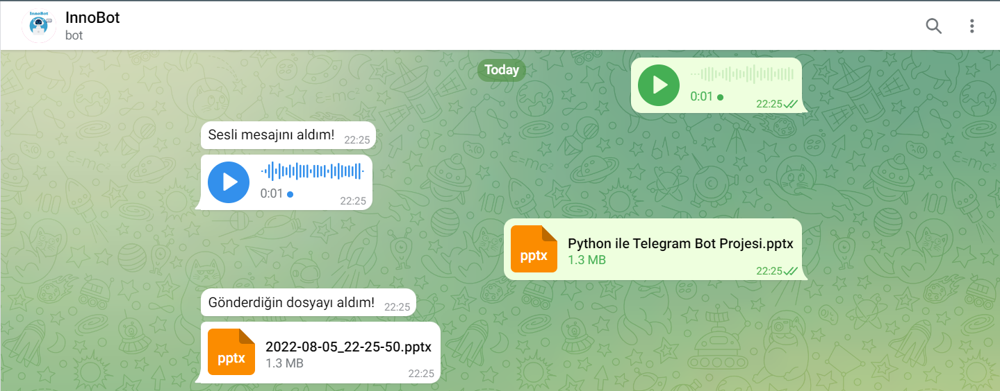 InnoBot
InnoBot
bot
Today
0:01
22:25
Sesli mesajını aldım!
22:25
0:01
22:25
pptx
Python ile Telegram Bot Projesi.pptx
1.3 MB
22:25
Gönderdiğin dosyayı aldım!
22:25
pptx
2022-08-05_22-25-50.pptx
1.3 MB
22:25